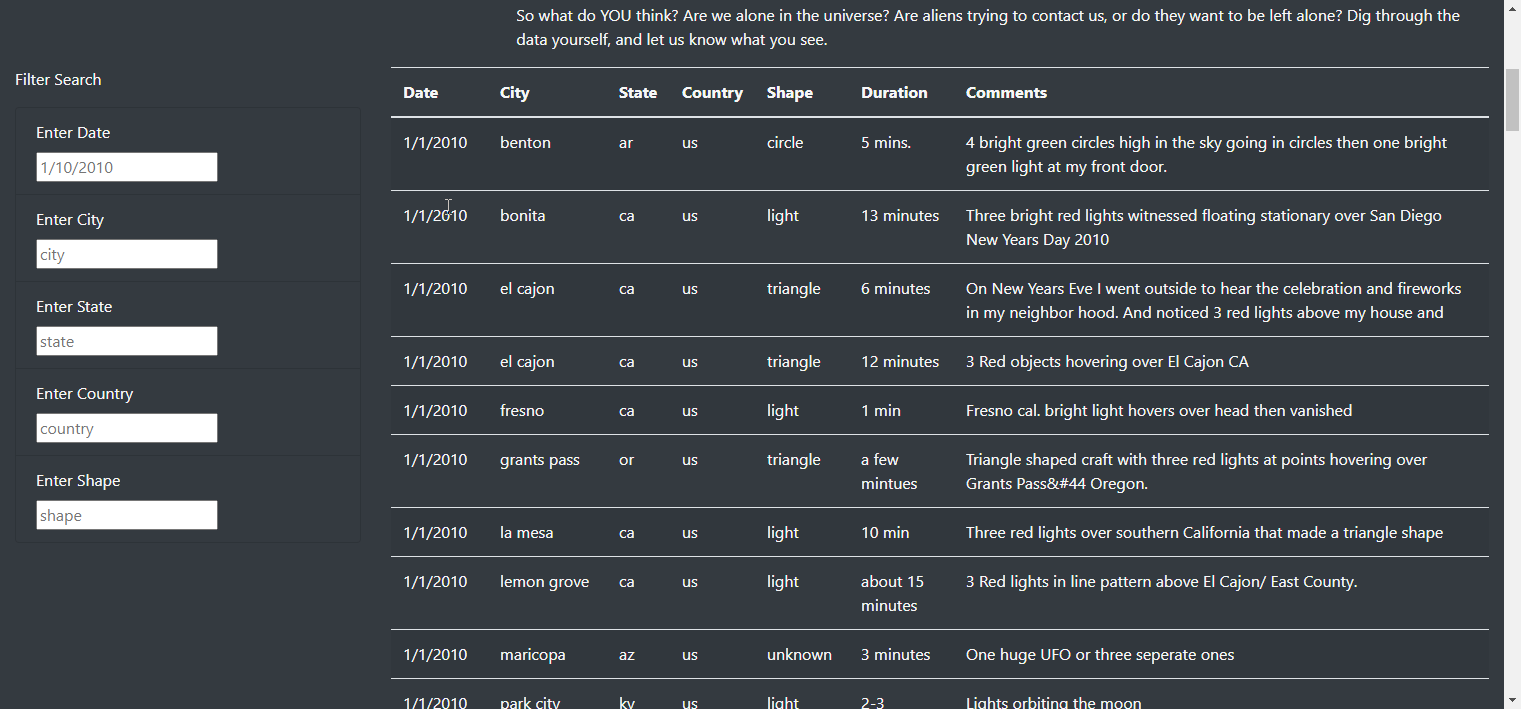 So what do YOU think? Are we alone in the universe? Are aliens trying to contact us, or do they want to be left alone? Dig through the
data yourself, and let us know what you see.
Filter Search
Enter Date
1/10/2010
Enter City
city
Enter State
state
Enter Country
country
Enter Shape
shape
Date City State Country Shape Duration Comments
1/1/2010 benton ar us circle 5 mins. 4 bright green circles high in the sky going in circles then one bright
green light at my front door.
1/1/2010 bonita ca us light 13 minutes Three bright red lights witnessed floating stationary over San Diego
New Years Day 2010
1/1/2010 el cajon ca us triangle 6 minutes On New Years Eve I went outside to hear the celebration and fireworks
in my neighbor hood. And noticed 3 red lights above my house and
1/1/2010 el cajon ca us triangle 12 minutes 3 Red objects hovering over El Cajon CA
1/1/2010 fresno ca us light 1 min Fresno cal. bright light hovers over head then vanished
1/1/2010 grants pass or us triangle a few Triangle shaped craft with three red lights at points hovering over
mintues Grants Pass&#44 Oregon.
1/1/2010 la mesa ca us light 10 min Three red lights over southern California that made a triangle shape
1/1/2010 lemon grove ca us light about 15 3 Red lights in line pattern above El Cajon/ East County.
minutes
1/1/2010 maricopa az us unknown 3 minutes One huge UFO or three seperate ones
1/1/2010 park city ky us light 2-3 Lights orbiting the moon